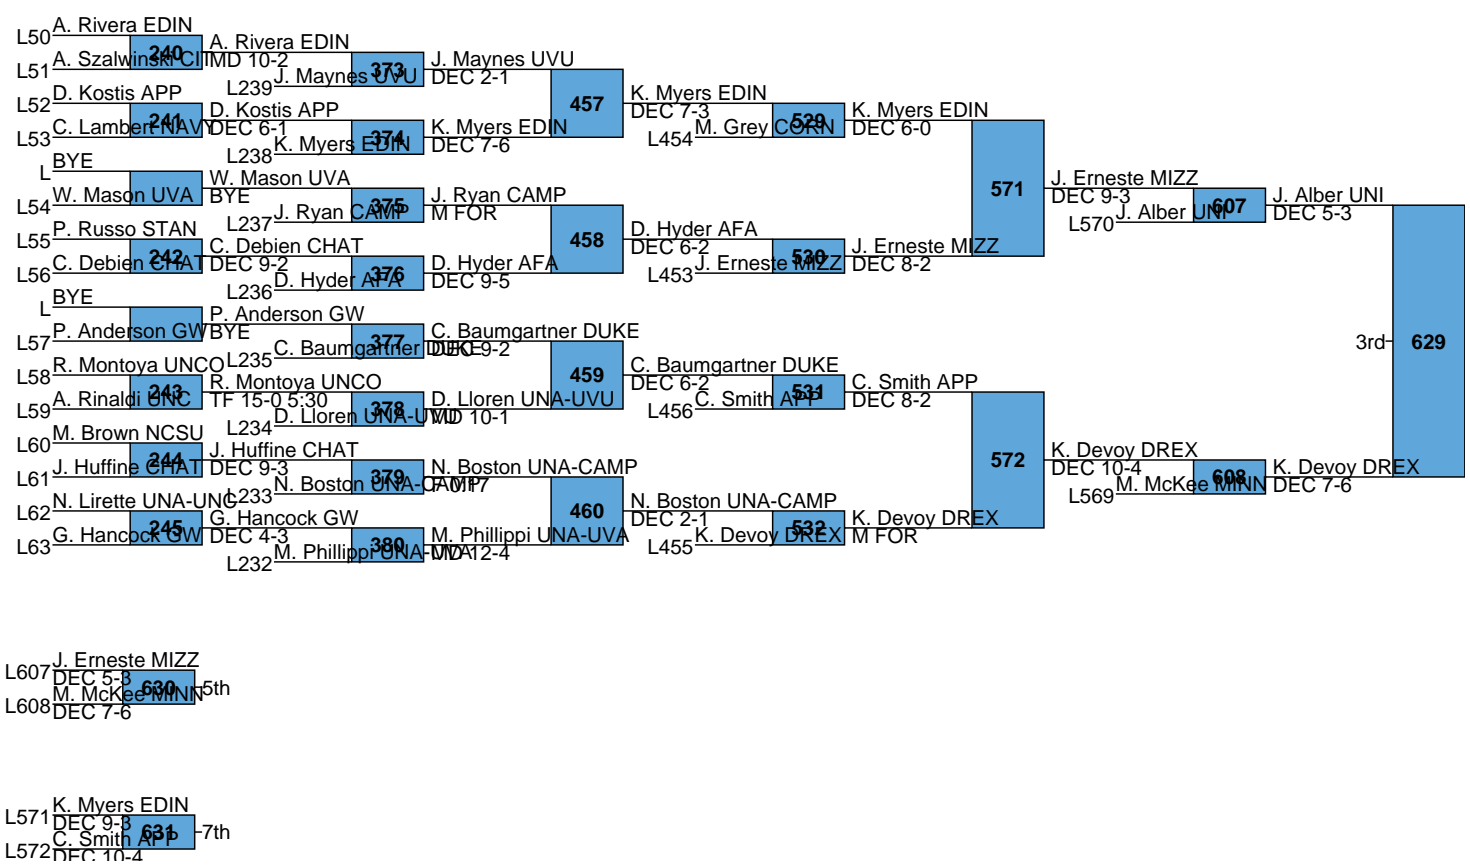 A. Rivera EDIN
L50
240
A. Rivera EDIN
A. Szalwinski CIT
MD 10-2
L51
373
J. Maynes UVU
J. Maynes UVU
DEC 2-1
L239
D. Kostis APP
L52
241
D. Kostis APP
C. Lambert NAVY
DEC 6-1
L53
374
K. Myers EDIN
K. Myers EDIN
DEC 7-6
L238
457
K. Myers EDIN
DEC 7-3
529
K. Myers EDIN
M. Grey CORN
DEC 6-0
L454
BYE
L
W. Mason UVA
W. Mason UVA
BYE
L54
375
J. Ryan CAMP
J. Ryan CAMP
M FOR
L237
P. Russo STAN
L55
242
C. Debien CHAT
C. Debien CHAT
DEC 9-2
L56
376
D. Hyder AFA
D. Hyder AFA
DEC 9-5
L236
458
D. Hyder AFA
DEC 6-2
530
J. Erneste MIZZ
J. Erneste MIZZ
DEC 8-2
L453
571
J. Erneste MIZZ
DEC 9-3
607
J. Alber UNI
J. Alber UNI
DEC 5-3
L570
BYE
L
P. Anderson GW
P. Anderson GW
BYE
L57
377
C. Baumgartner DUKE
C. Baumgartner DUKE
DEC 9-2
L235
R. Montoya UNCO
L58
243
R. Montoya UNCO
A. Rinaldi UNC
TF 15-0 5:30
L59
378
D. Lloren UNA-UVU
D. Lloren UNA-UVU
MD 10-1
L234
459
C. Baumgartner DUKE
DEC 6-2
531
C. Smith APP
C. Smith APP
DEC 8-2
L456
3rd
629
M. Brown NCSU
L60
244
J. Huffine CHAT
J. Huffine CHAT
DEC 9-3
L61
379
N. Boston UNA-CAMP
N. Boston UNA-CAMP
F 0:17
L233
N. Lirette UNA-UNC
L62
245
G. Hancock GW
G. Hancock GW
DEC 4-3
L63
380
M. Phillippi UNA-UVA
M. Phillippi UNA-UVA
MD 12-4
L232
460
N. Boston UNA-CAMP
DEC 2-1
532
K. Devoy DREX
K. Devoy DREX
M FOR
L455
572
K. Devoy DREX
DEC 10-4
608
K. Devoy DREX
M. McKee MINN
DEC 7-6
L569
J. Erneste MIZZ
L607
DEC 5-3
630
5th
M. McKee MINN
L608
DEC 7-6
K. Myers EDIN
L571
DEC 9-3
631
7th
C. Smith APP
L572
DEC 10-4